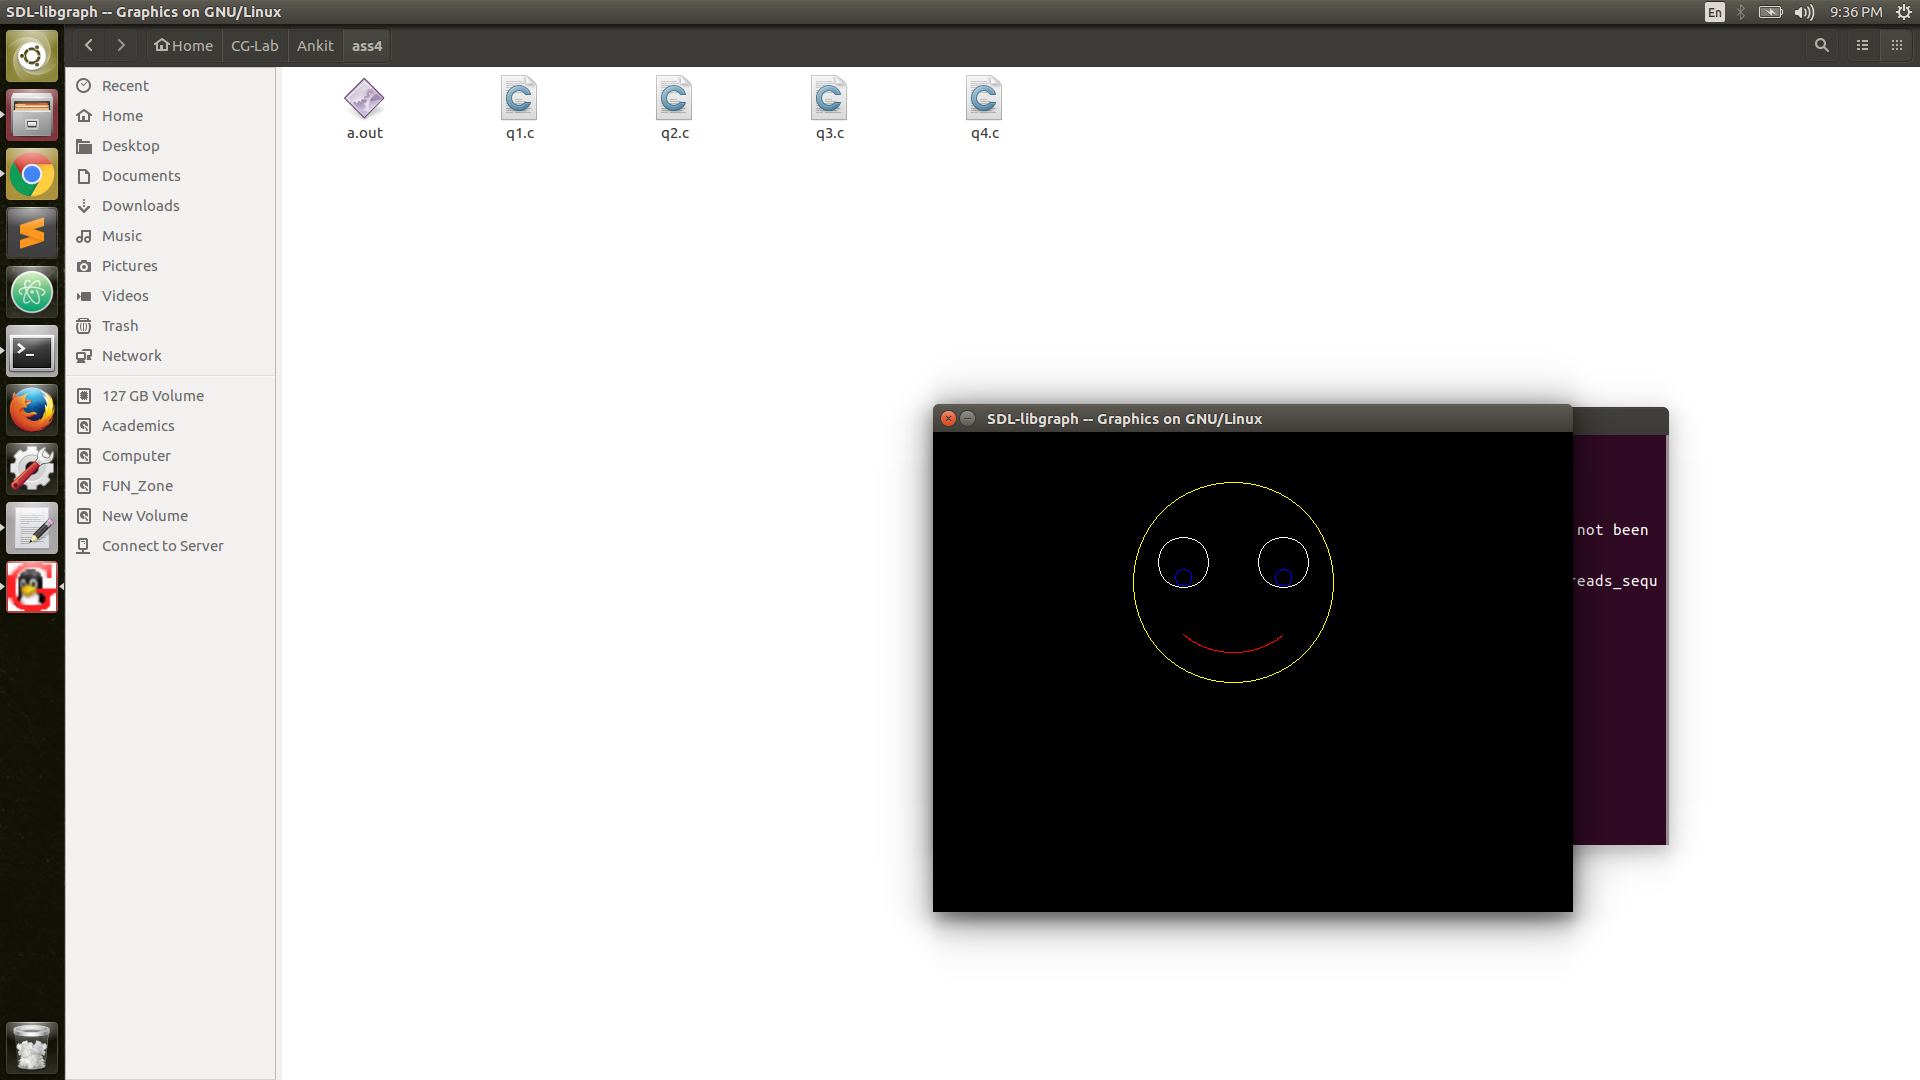 SDL-libgraph -- Graphics on GNU/Linux
En
9:36 PM
Home
CG-Lab
Ankit
ass4
Recent
Home
Desktop
Documents
Downloads
Music
Pictures
Videos
Trash
Network
127 GB Volume
Academics
Computer
FUN_Zone
New Volume
Connect to Server
a.out
q1.c
q2.c
q3.c
q4.c
SDL-libgraph -- Graphics on GNU/Linux
not been
reads_sequ